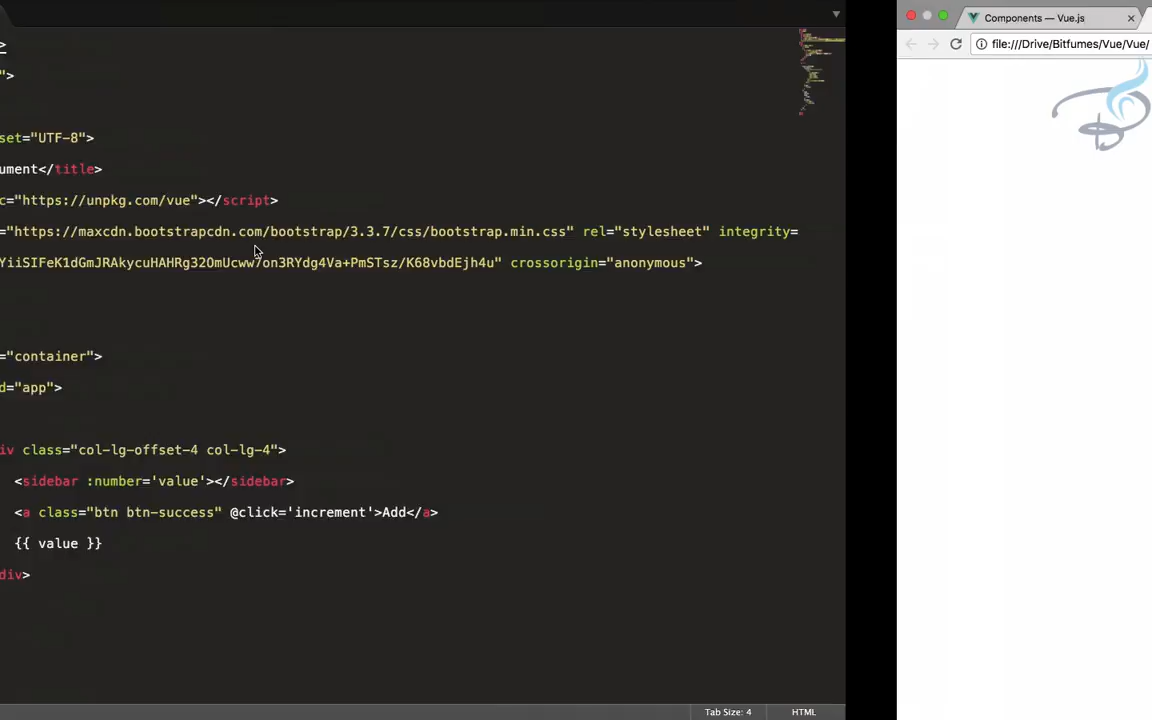 Components — Vue.js
file:///Drive/Bitfumes/Vue/Vue/
>
">
set="UTF-8">
ument</title>
c="https://unpkg.com/vue"></script>
="https://maxcdn.bootstrapcdn.com/bootstrap/3.3.7/css/bootstrap.min.css" rel="stylesheet" integrity=
YiiSIFeK1dGmJRAkycuHAHRg32OmUcww7on3RYdg4Va+PmSTsz/K68vbdEjh4u" crossorigin="anonymous">
="container">
d="app">
iv class="col-lg-offset-4 col-lg-4">
<sidebar :number='value'></sidebar>
<a class="btn btn-success" @click='increment'>Add</a>
{{ value }}
div>
Tab Size: 4 HTML